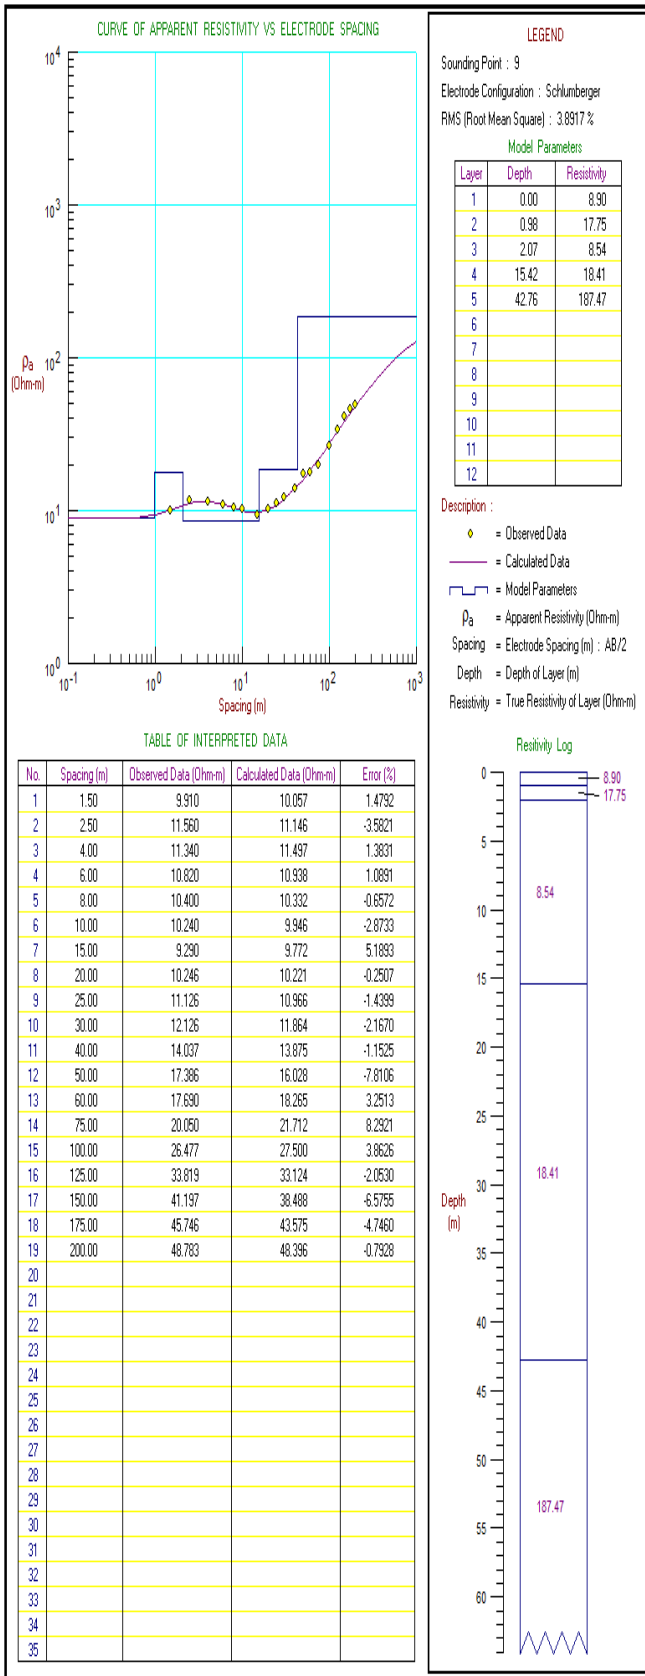 CURVE OF APPARENT RESISTIVITY VS ELECTRODE SPACING
10^4
10^3
10^2
10^1
10^0
ρa
(Ohm-m)
10^-1 10^0 10^1 10^2 10^3
Spacing (m)
LEGEND
Sounding Point : 9
Electrode Configuration : Schlumberger
RMS (Root Mean Square) : 3.8917 %
Model Parameters
Layer Depth Resistivity
1 0.00 8.90
2 0.98 17.75
3 2.07 8.54
4 15.42 18.41
5 42.76 187.47
6
7
8
9
10
11
12
Description :
= Observed Data
= Calculated Data
= Model Parameters
ρa = Apparent Resistivity (Ohm-m)
Spacing = Electrode Spacing (m) : AB/2
Depth = Depth of Layer (m)
Resistivity = True Resistivity of Layer (Ohm-m)
TABLE OF INTERPRETED DATA
No. Spacing (m) Observed Data (Ohm-m) Calculated Data (Ohm-m) Error (%)
1 1.50 9.910 10.057 1.4792
2 2.50 11.560 11.146 -3.5821
3 4.00 11.340 11.497 1.3831
4 6.00 10.820 10.938 1.0891
5 8.00 10.400 10.332 -0.6572
6 10.00 10.240 9.946 -2.8733
7 15.00 9.290 9.772 5.1893
8 20.00 10.246 10.221 -0.2507
9 25.00 11.126 10.966 -1.4399
10 30.00 12.126 11.864 -2.1670
11 40.00 14.037 13.875 -1.1525
12 50.00 17.386 16.028 -7.8106
13 60.00 17.690 18.265 3.2513
14 75.00 20.050 21.712 8.2921
15 100.00 26.477 27.500 3.8626
16 125.00 33.819 33.124 -2.0530
17 150.00 41.197 38.488 -6.5755
18 175.00 45.746 43.575 -4.7460
19 200.00 48.783 48.396 -0.7928
20
21
22
23
24
25
26
27
28
29
30
31
32
33
34
35
Resitivity Log
0
5
10
15
20
25
30
35
40
45
50
55
60
Depth
(m)
8.90
17.75
8.54
18.41
187.47